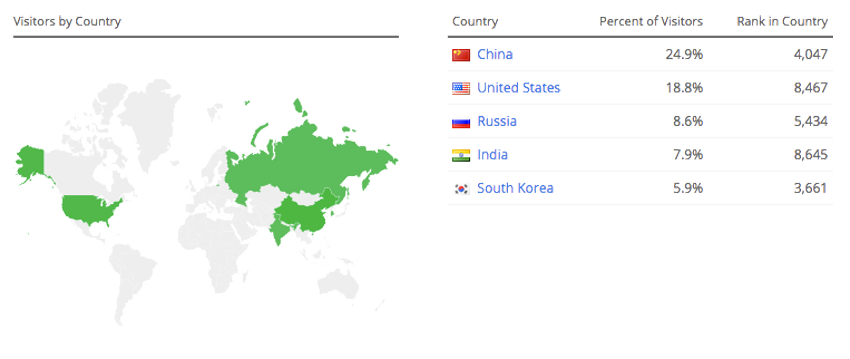 Visitors by Country
Country Percent of Visitors Rank in Country
China 24.9% 4,047
United States 18.8% 8,467
Russia 8.6% 5,434
India 7.9% 8,645
South Korea 5.9% 3,661